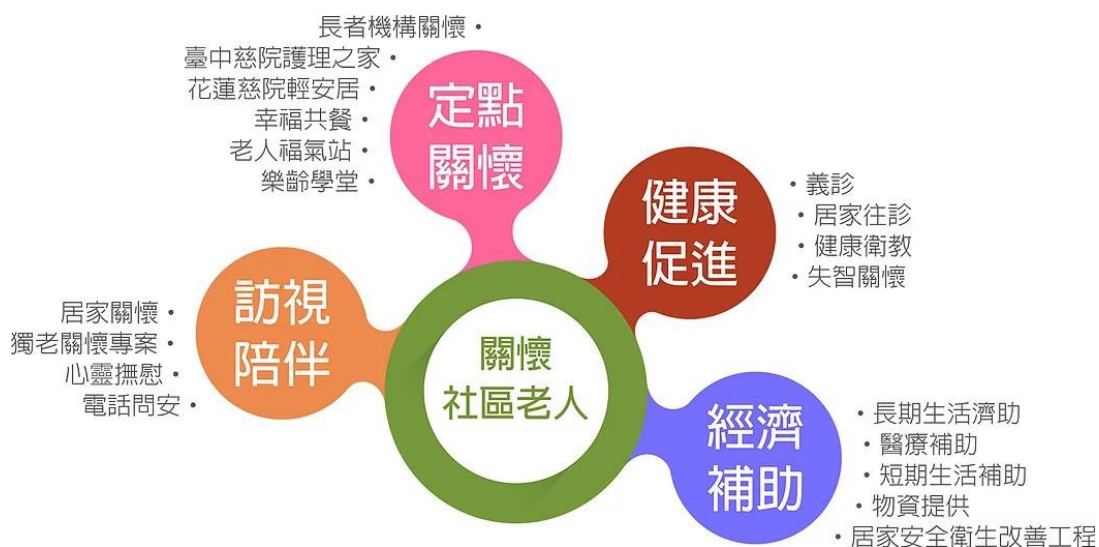 長者機構關懷 •
臺中慈院護理之家 •
花蓮慈院輕安居 •
幸福共餐 •
老人福氣站 •
樂齡學堂 •
定點
關懷
健康
促進
• 義診
• 居家往診
• 健康衛教
• 失智關懷
訪視
陪伴
居家關懷 •
獨老關懷專案 •
心靈撫慰 •
電話問安 •
關懷
社區老人
經濟
補助
• 長期生活濟助
• 醫療補助
• 短期生活補助
• 物資提供
• 居家安全衛生改善工程